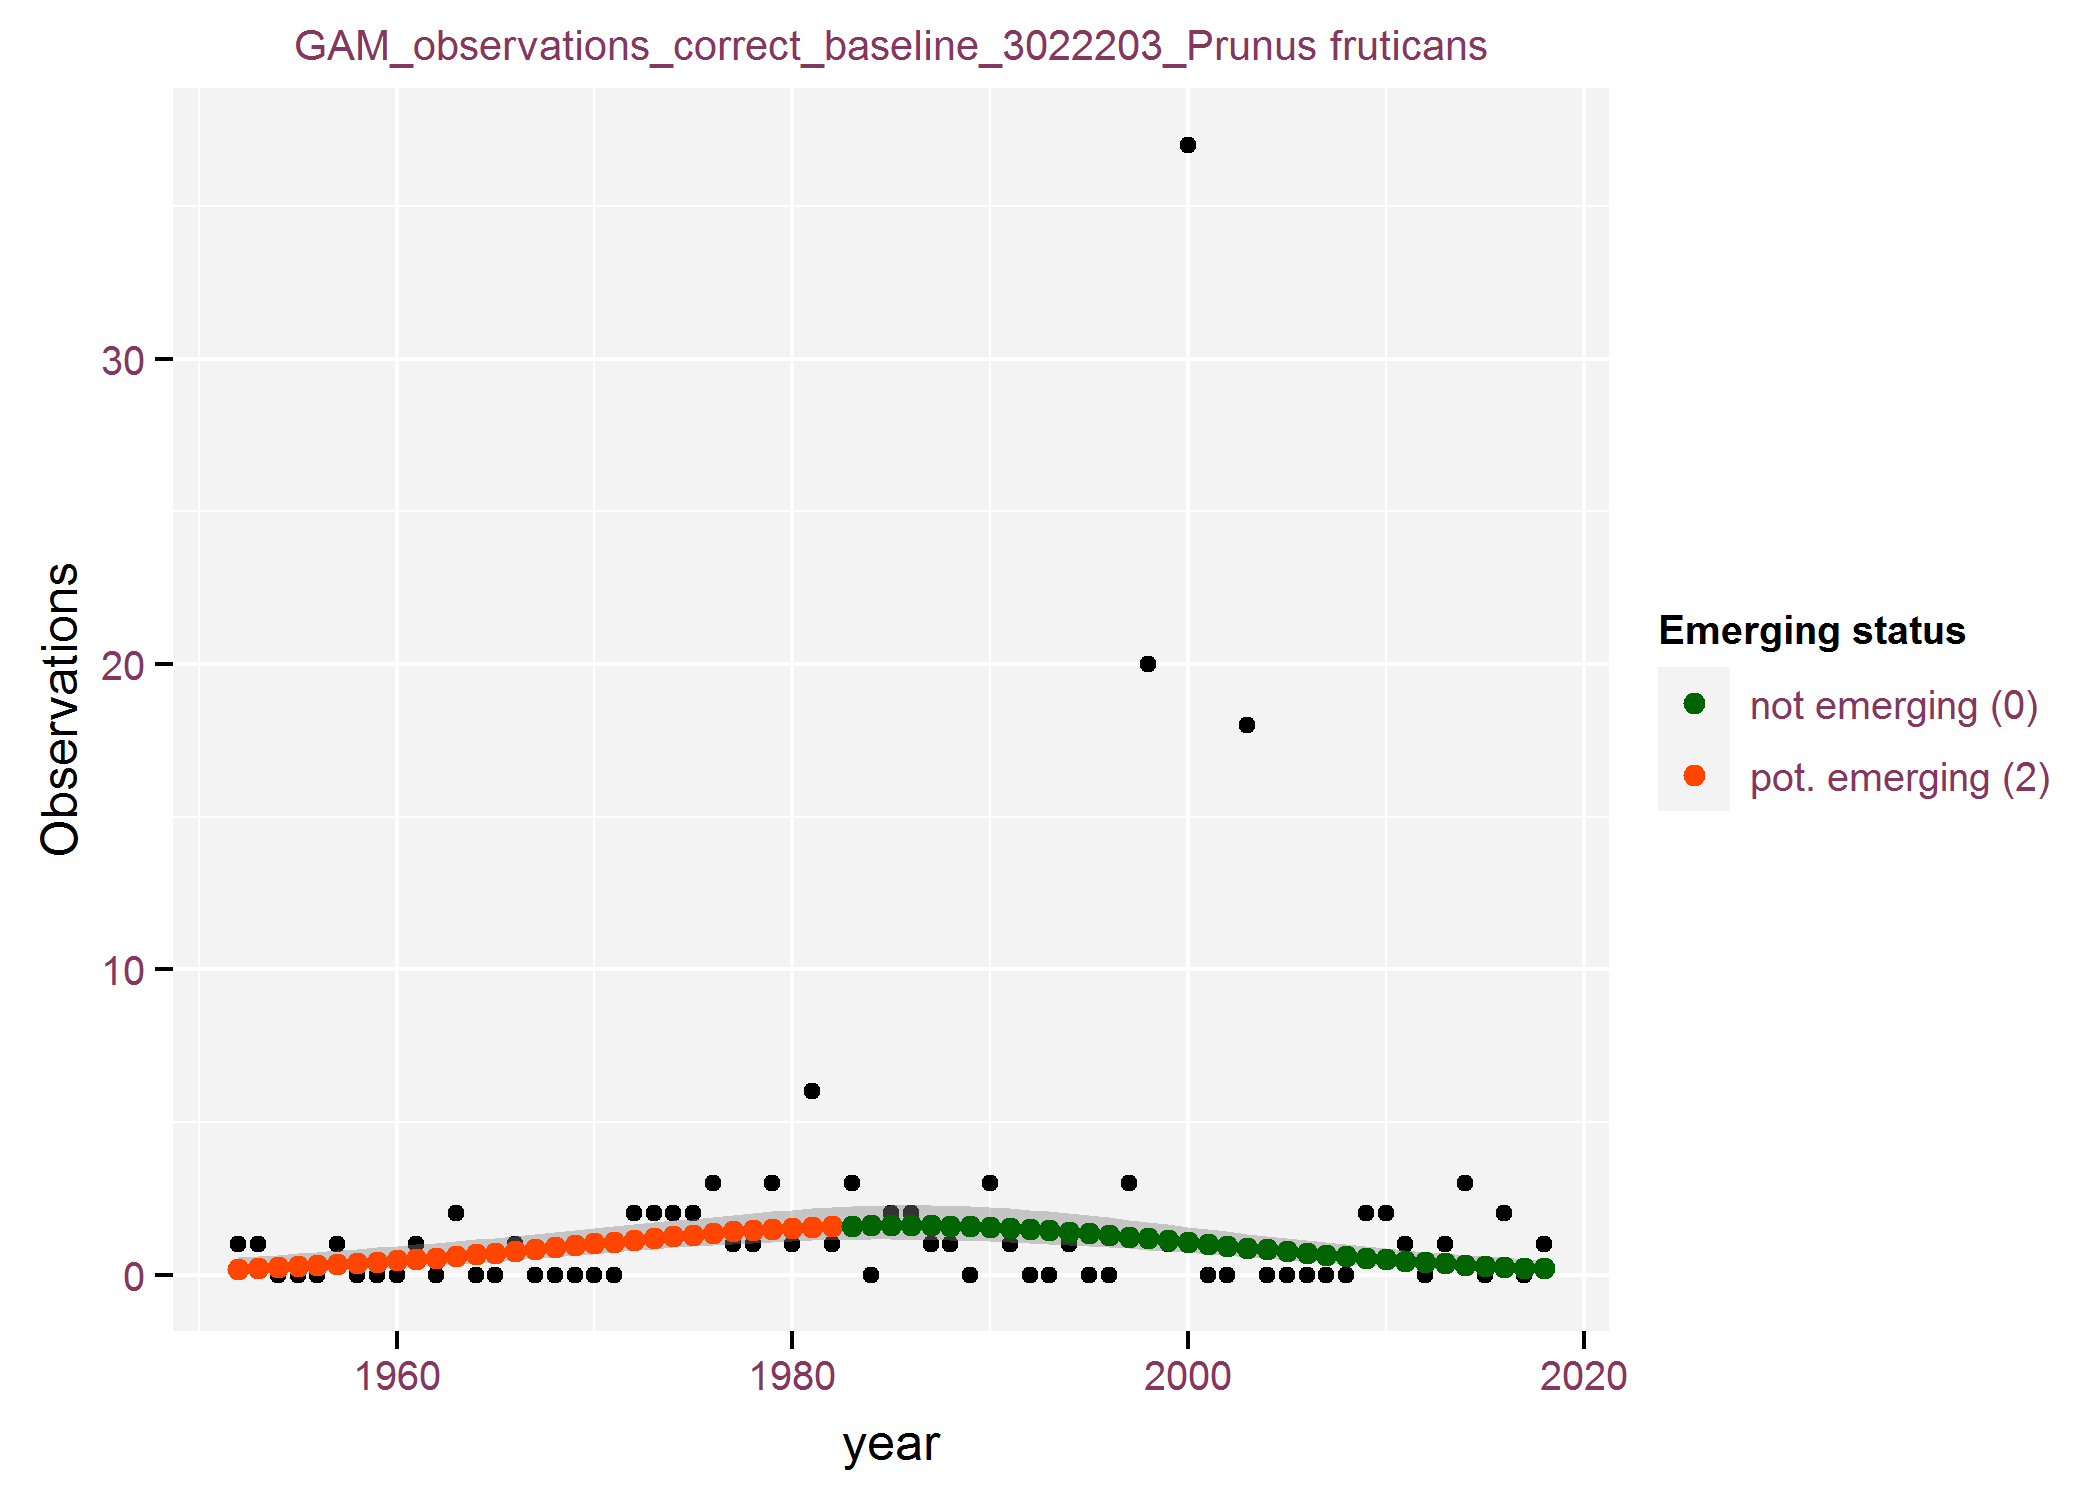 GAM_observations_correct_baseline_3022203_Prunus fruticans
Observations
30
20
10
0
1960 1980 2000 2020
year
Emerging status
not emerging (0)
pot. emerging (2)